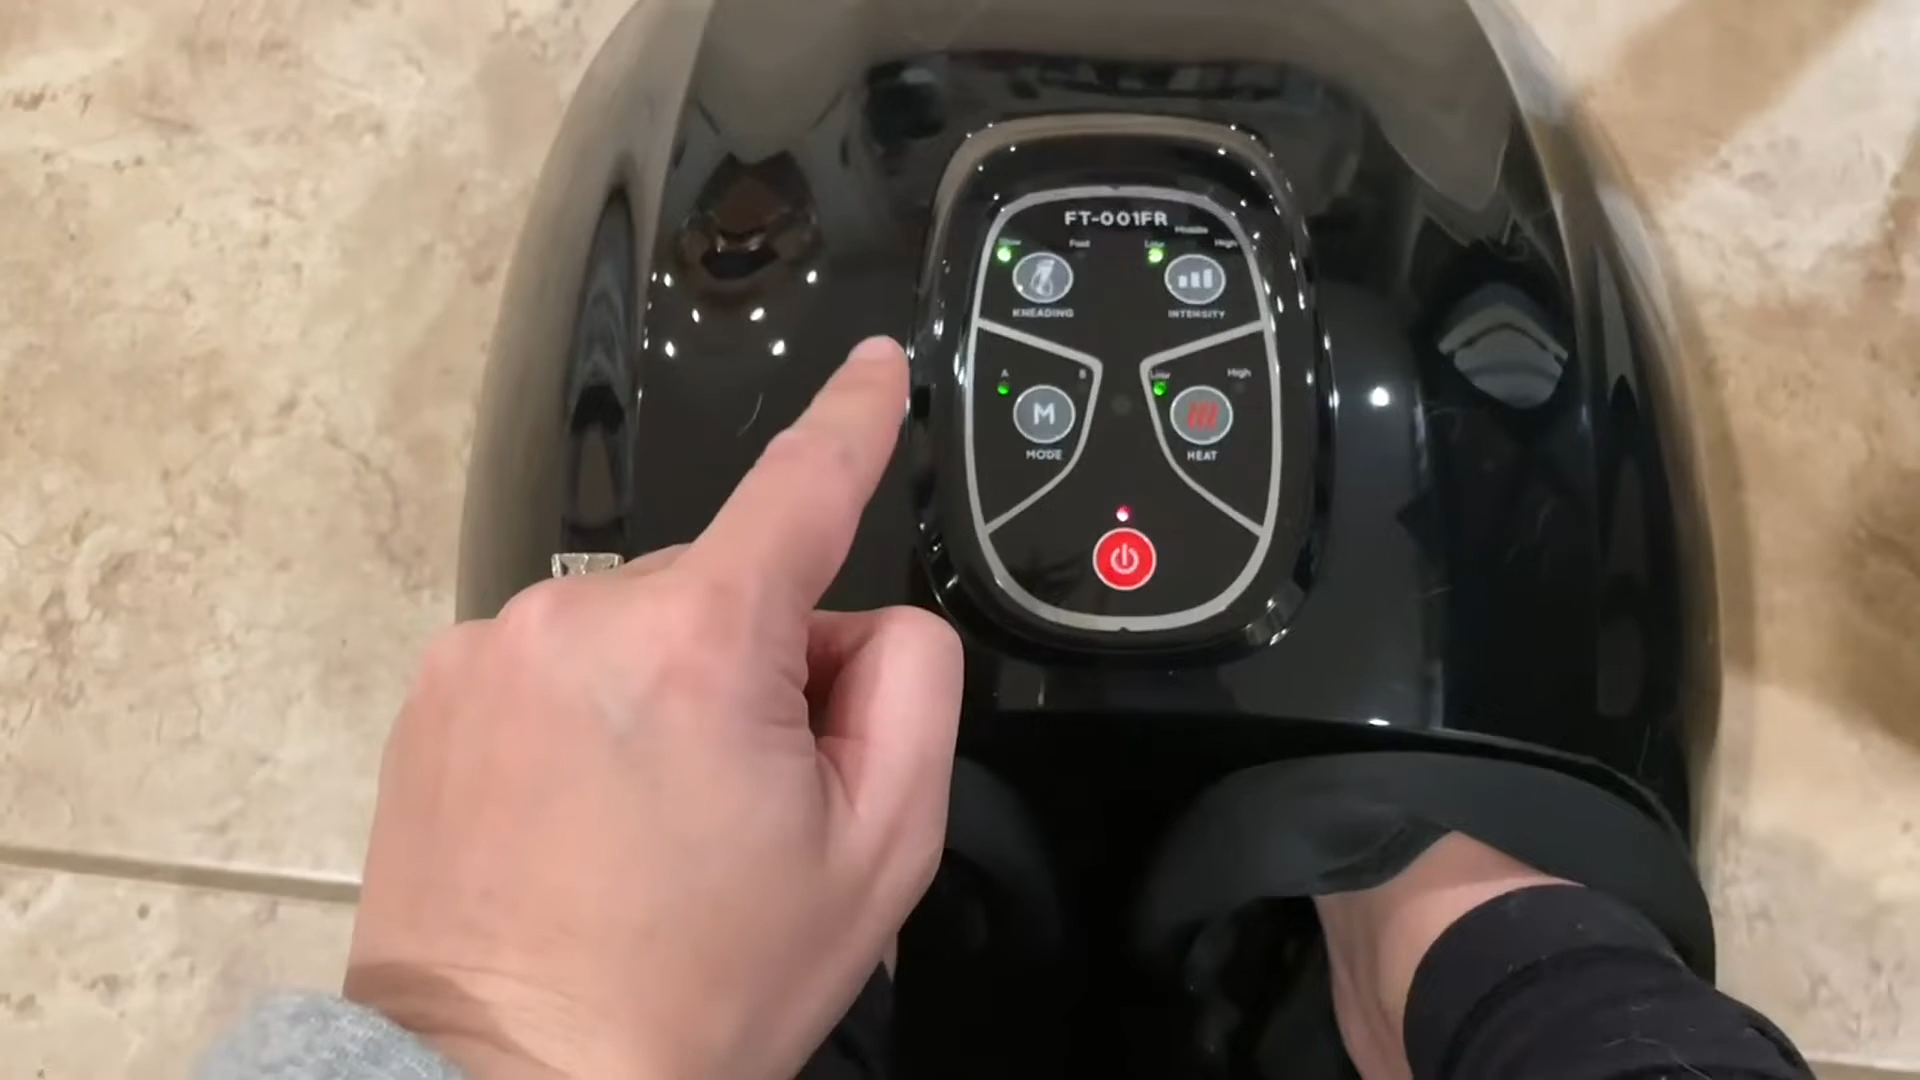 FT-001FR
Middle
Slow Fast Low High
KNEADING INTENSITY
A B Low High
M
MODE HEAT